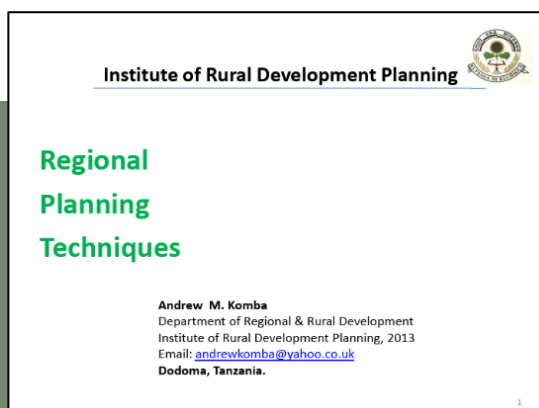 Institute of Rural Development Planning
Regional
Planning
Techniques
Andrew M. Komba
Department of Regional & Rural Development
Institute of Rural Development Planning, 2013
Email: andrewkomba@yahoo.co.uk
Dodoma, Tanzania.
1